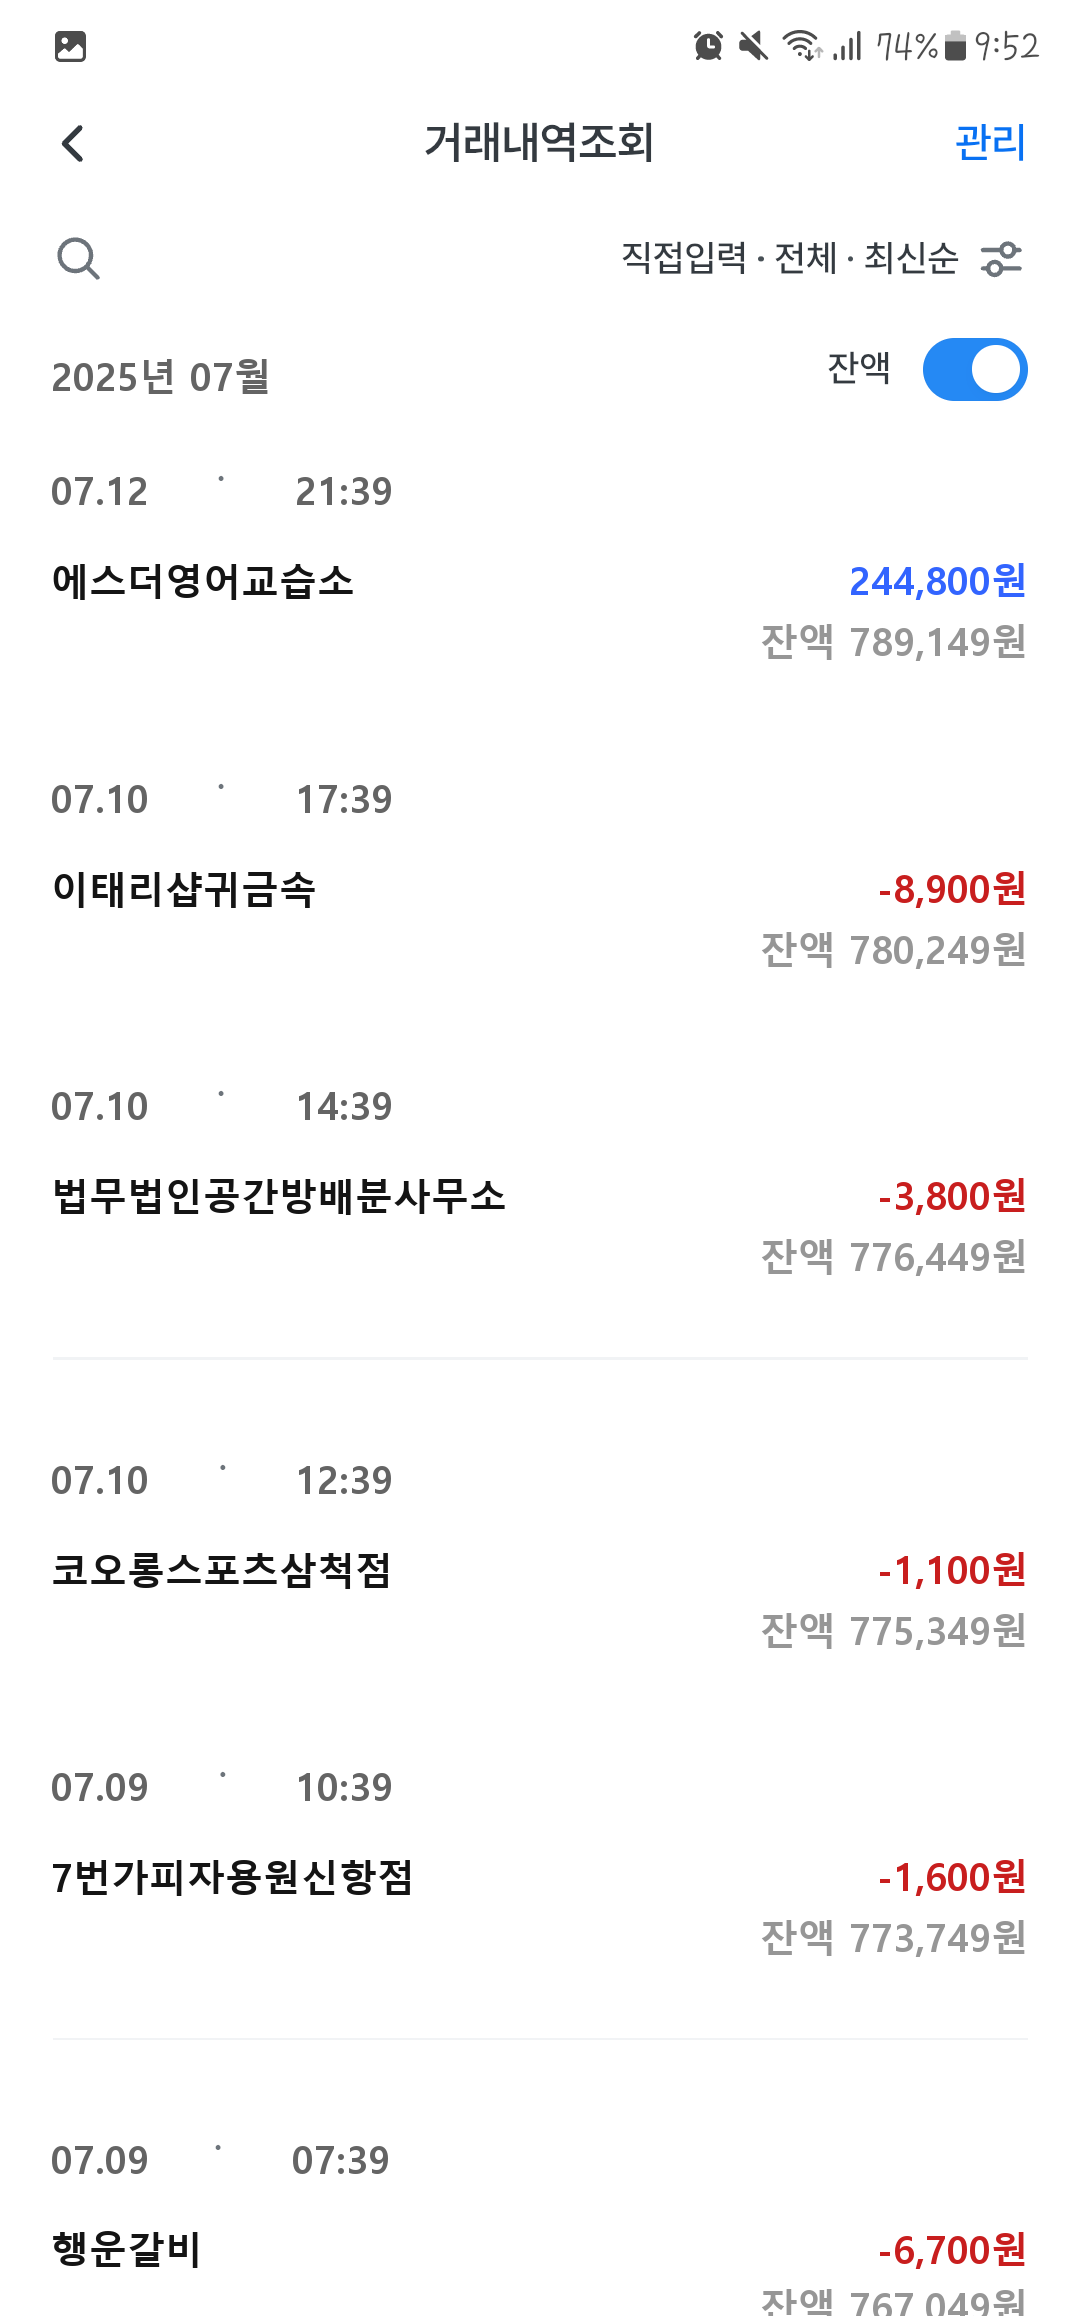 74% 9:52
거래내역조회 관리
직접입력 · 전체 · 최신순
2025년 07월 잔액
07.12 · 21:39
에스더영어교습소 244,800원
잔액 789,149원
07.10 · 17:39
이태리샵귀금속 -8,900원
잔액 780,249원
07.10 · 14:39
법무법인공간방배분사무소 -3,800원
잔액 776,449원
07.10 · 12:39
코오롱스포츠삼척점 -1,100원
잔액 775,349원
07.09 · 10:39
7번가피자용원신항점 -1,600원
잔액 773,749원
07.09 · 07:39
행운갈비 -6,700원
잔액 767,049원